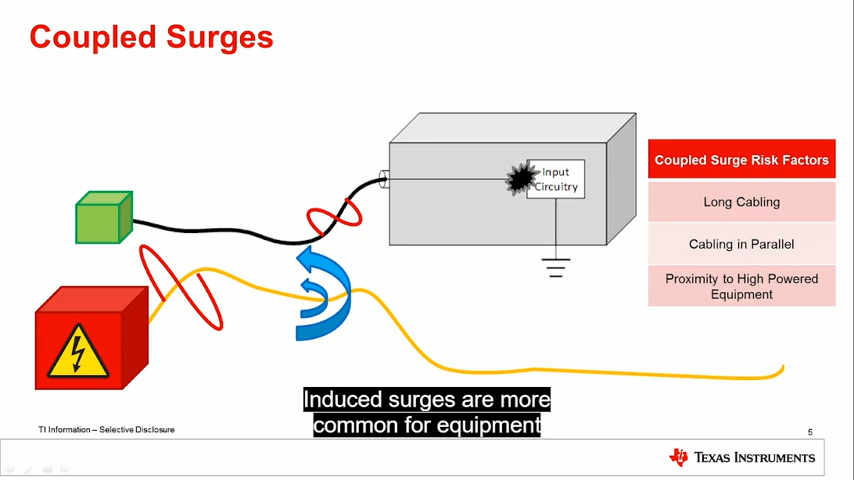 Coupled Surges
Input
Circuitry
Coupled Surge Risk Factors
Long Cabling
Cabling in Parallel
Proximity to High Powered
Equipment
Induced surges are more
common for equipment
TI Information – Selective Disclosure
5
TEXAS INSTRUMENTS